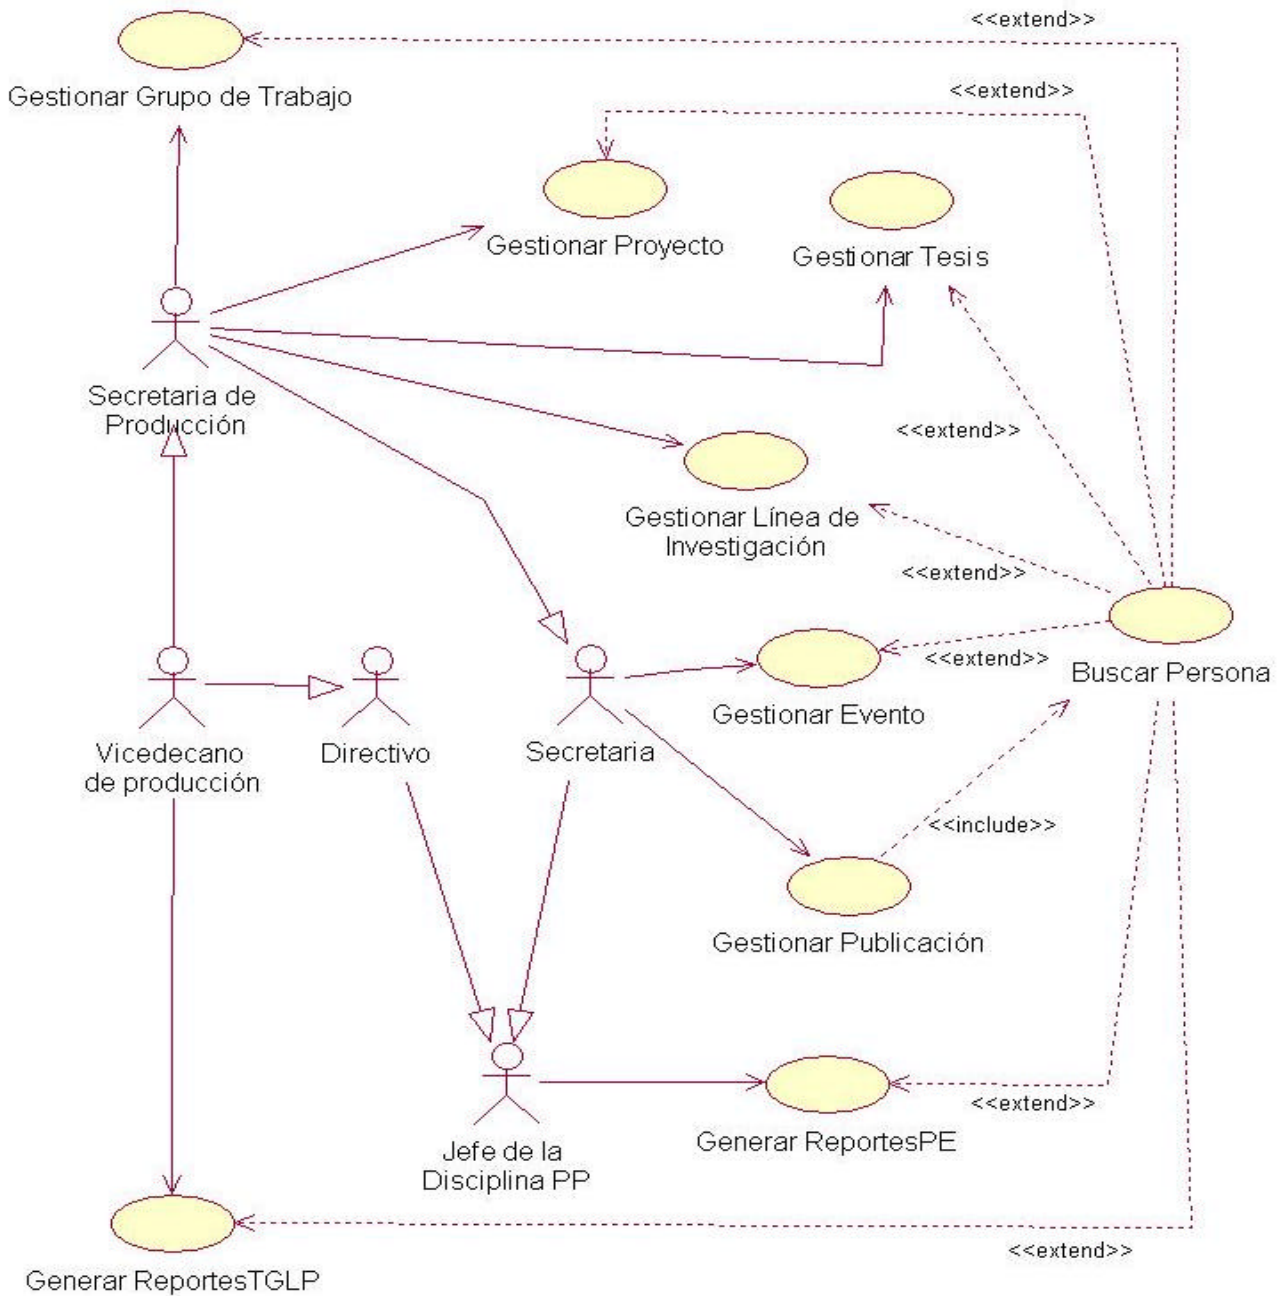 <<extend>>
Gestionar Grupo de Trabajo
<<extend>>
Gestionar Proyecto
Gestionar Tesis
Secretaria de
Producción
<<extend>>
Gestionar Línea de
Investigación
<<extend>>
<<extend>>
Buscar Persona
Gestionar Evento
Vicedecano
de producción
Directivo
Secretaria
<<include>>
Gestionar Publicación
<<extend>>
Generar ReportesPE
Jefe de la
Disciplina PP
<<extend>>
Generar ReportesTGLP